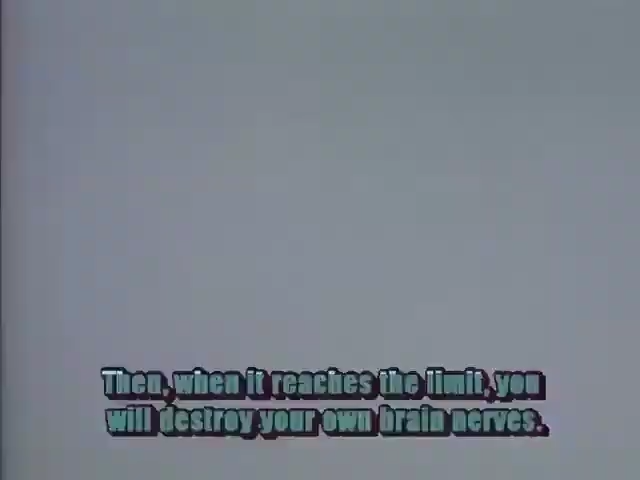 Then, when it reaches the limit, you
will destroy your own brain nerves.